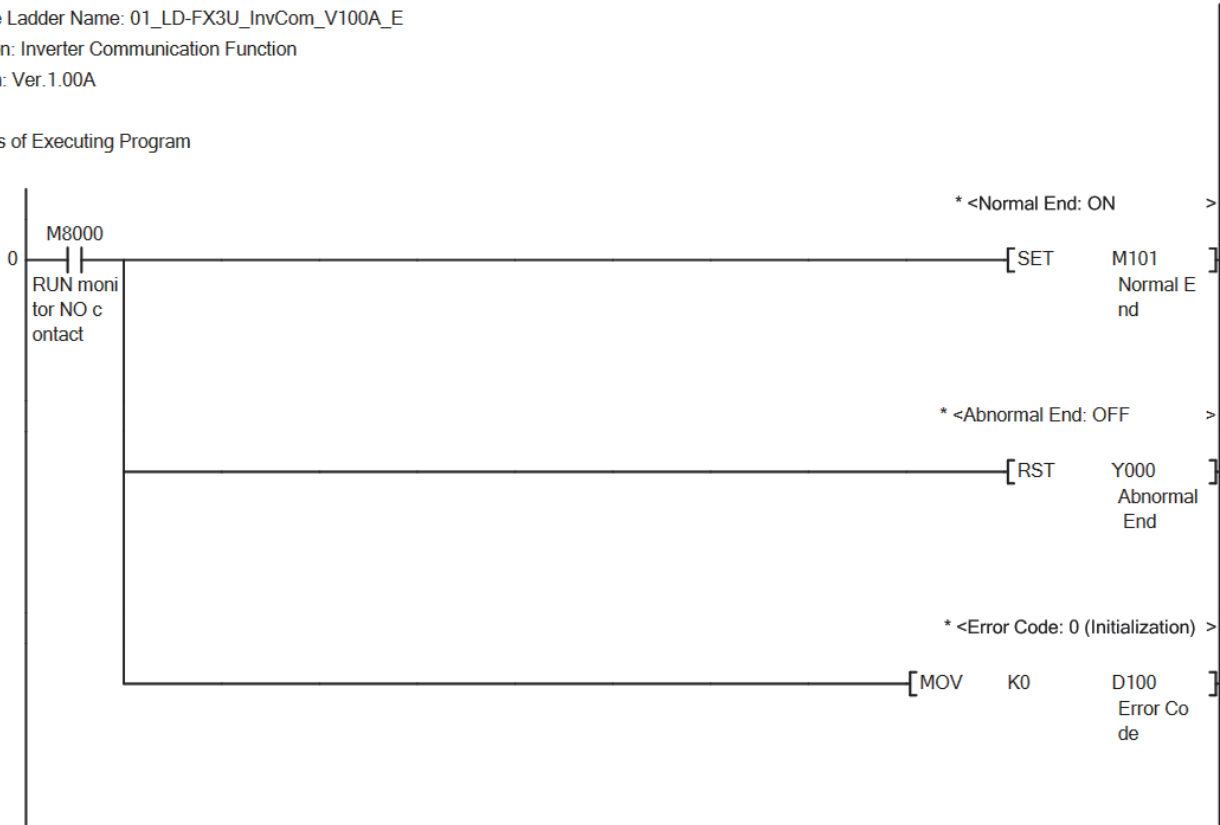 e Ladder Name: 01_LD-FX3U_InvCom_V100A_E
n: Inverter Communication Function
: Ver.1.00A
s of Executing Program
* <Normal End: ON >
M8000
0 [SET M101 ]
RUN moni
tor NO c
ontact
Normal E
nd
* <Abnormal End: OFF >
[RST Y000 ]
Abnormal
End
* <Error Code: 0 (Initialization) >
[MOV K0 D100 ]
Error Co
de